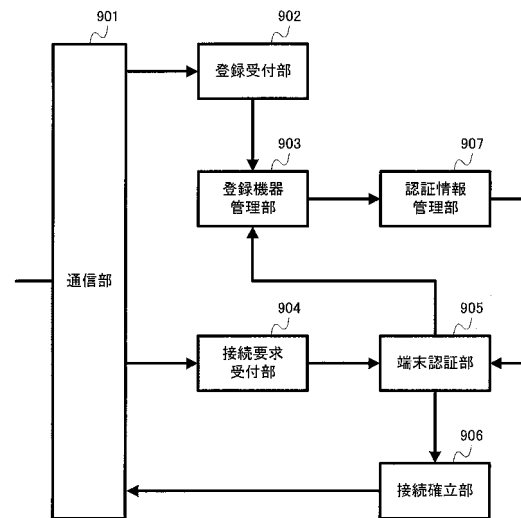 901
902
登録受付部
903
登録機器
管理部
907
認証情報
管理部
通信部
904
接続要求
受付部
905
端末認証部
906
接続確立部